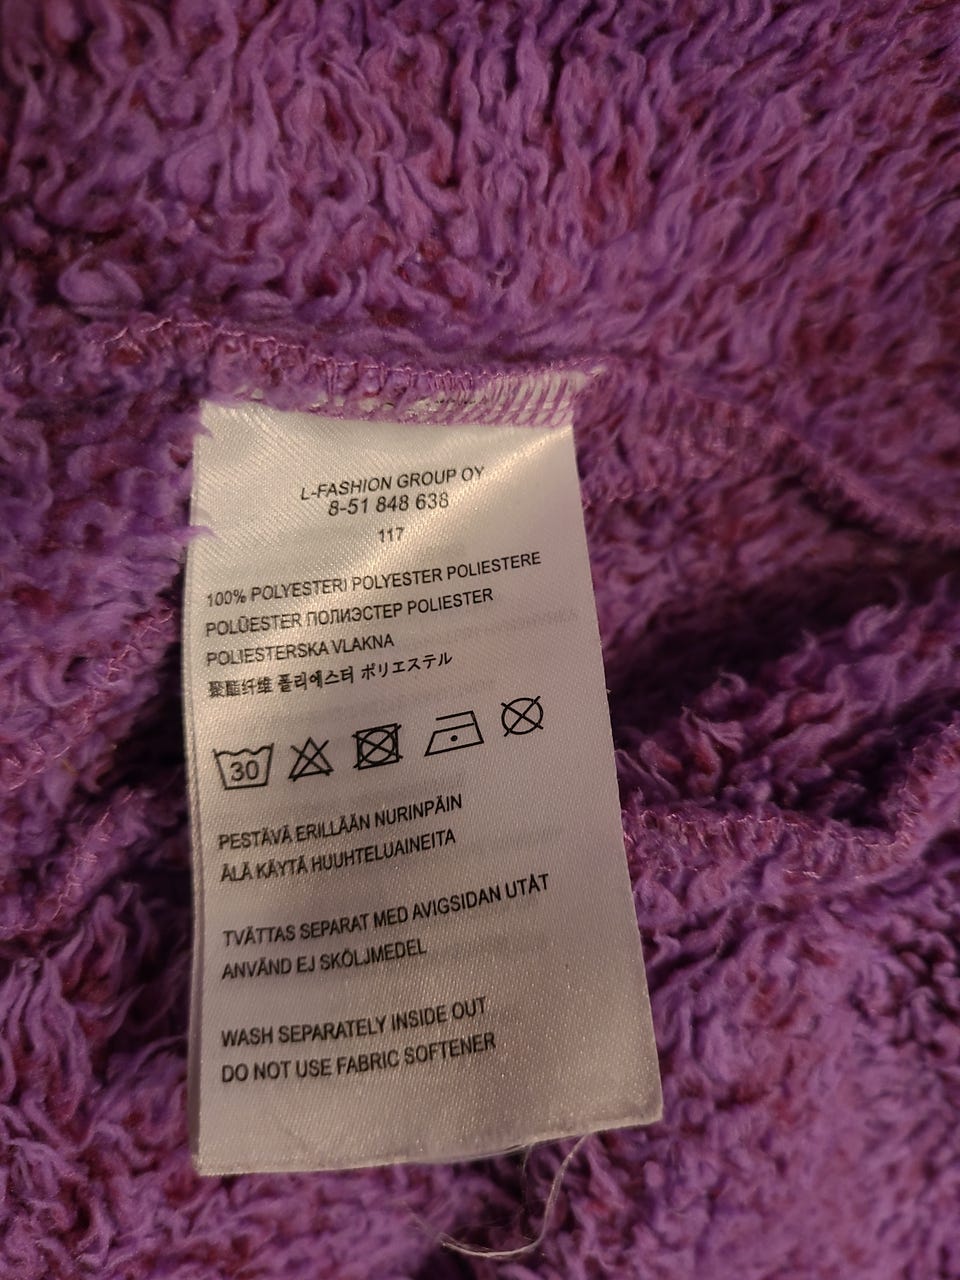 L-FASHION GROUP OY
8-51 848 638
117
100% POLYESTERI POLYESTER POLIESTERE
POLÜESTER ПОЛИЭСТЕР POLIESTER
POLIESTERSKA VLAKNA
聚酯纤维 폴리에스터 ポリエステル
30
PESTÄVÄ ERILLÄÄN NURINPÄIN
ÄLÄ KÄYTÄ HUUHTELUAINEITA
TVÄTTAS SEPARAT MED AVIGSIDAN UTÅT
ANVÄND EJ SKÖLJMEDEL
WASH SEPARATELY INSIDE OUT
DO NOT USE FABRIC SOFTENER